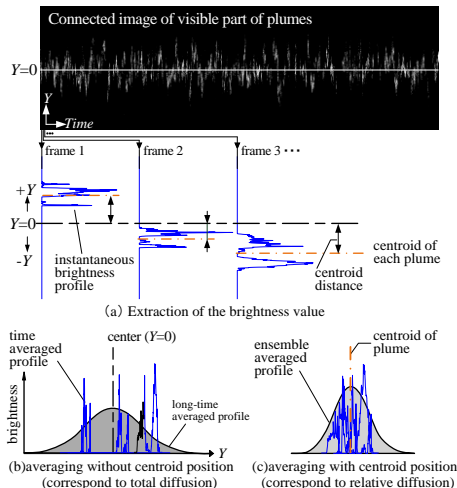 Connected image of visible part of plumes
Y=0
Y
Time
...
frame 1
frame 2
frame 3 ···
+Y
Y=0
-Y
instantaneous
brightness
profile
centroid
distance
centroid of
each plume
(a) Extraction of the brightness value
time
averaged
profile
center (Y=0)
long-time
averaged profile
brightness
Y
(b)averaging without centroid position
(correspond to total diffusion)
ensemble
averaged
profile
centroid of
plume
(c)averaging with centroid position
(correspond to relative diffusion)